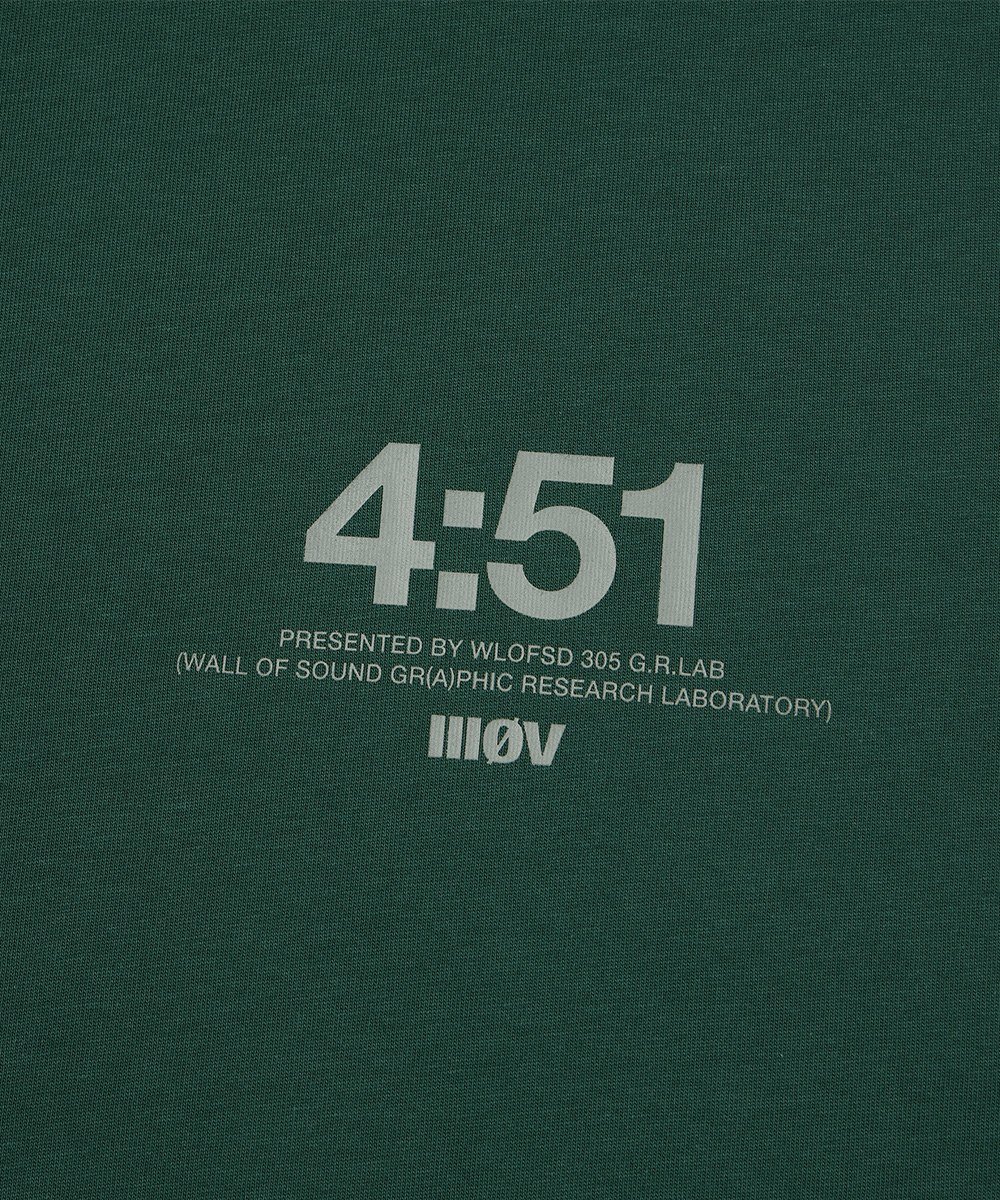 4:51
PRESENTED BY WLOFSD 305 G.R.LAB
(WALL OF SOUND GR(A)PHIC RESEARCH LABORATORY)
IIIØV